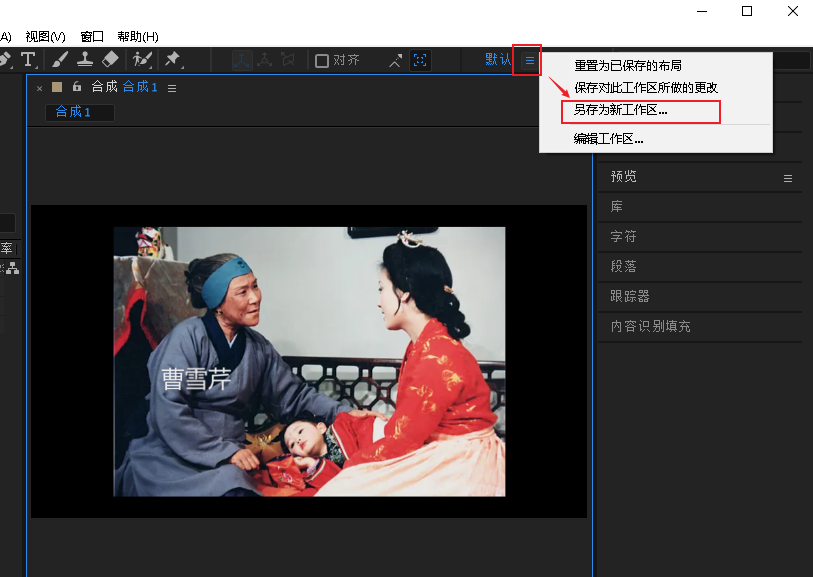 A) 视图(V) 窗口 帮助(H)
T 对齐 默认
重置为已保存的布局
保存对此工作区所做的更改
另存为新工作区...
编辑工作区...
× 合成 合成 1
合成 1
预览
库
字符
段落
跟踪器
内容识别填充
率
曹雪芹